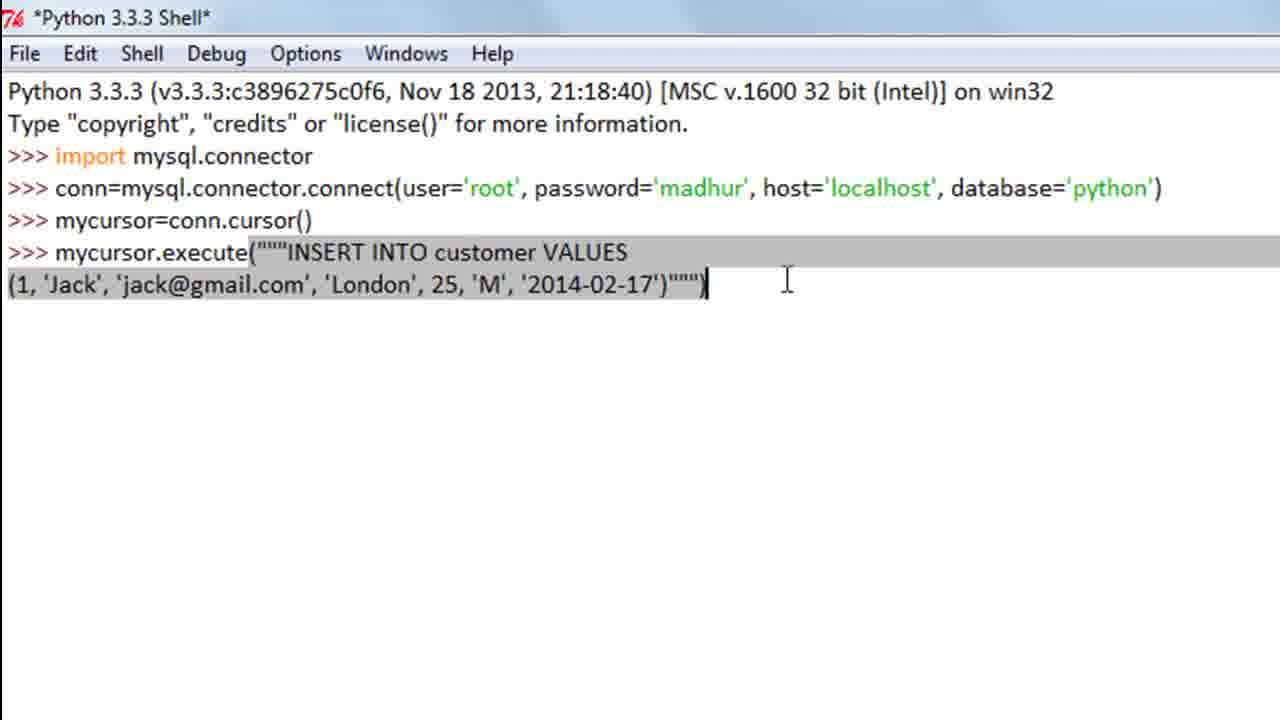 *Python 3.3.3 Shell*
File Edit Shell Debug Options Windows Help
Python 3.3.3 (v3.3.3:c3896275c0f6, Nov 18 2013, 21:18:40) [MSC v.1600 32 bit (Intel)] on win32
Type "copyright", "credits" or "license()" for more information.
>>> import mysql.connector
>>> conn=mysql.connector.connect(user='root', password='madhur', host='localhost', database='python')
>>> mycursor=conn.cursor()
>>> mycursor.execute("""INSERT INTO customer VALUES
(1, 'Jack', 'jack@gmail.com', 'London', 25, 'M', '2014-02-17')""")